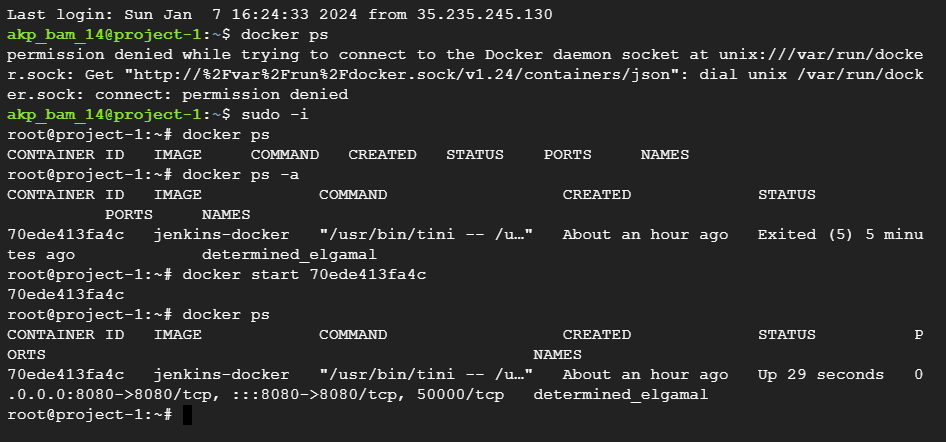 Last login: Sun Jan  7 16:24:33 2024 from 35.235.245.130
akp_bam_14@project-1:~$ docker ps
permission denied while trying to connect to the Docker daemon socket at unix:///var/run/docke
r.sock: Get "http://%2Fvar%2Frun%2Fdocker.sock/v1.24/containers/json": dial unix /var/run/dock
er.sock: connect: permission denied
akp_bam_14@project-1:~$ sudo -i
root@project-1:~# docker ps
CONTAINER ID   IMAGE     COMMAND   CREATED   STATUS    PORTS     NAMES
root@project-1:~# docker ps -a
CONTAINER ID   IMAGE            COMMAND                  CREATED             STATUS
          PORTS     NAMES
70ede413fa4c   jenkins-docker   "/usr/bin/tini -- /u…"   About an hour ago   Exited (5) 5 minu
tes ago             determined_elgamal
root@project-1:~# docker start 70ede413fa4c
70ede413fa4c
root@project-1:~# docker ps
CONTAINER ID   IMAGE            COMMAND                  CREATED             STATUS          P
ORTS                                                  NAMES
70ede413fa4c   jenkins-docker   "/usr/bin/tini -- /u…"   About an hour ago   Up 29 seconds   0
.0.0.0:8080->8080/tcp, :::8080->8080/tcp, 50000/tcp   determined_elgamal
root@project-1:~#